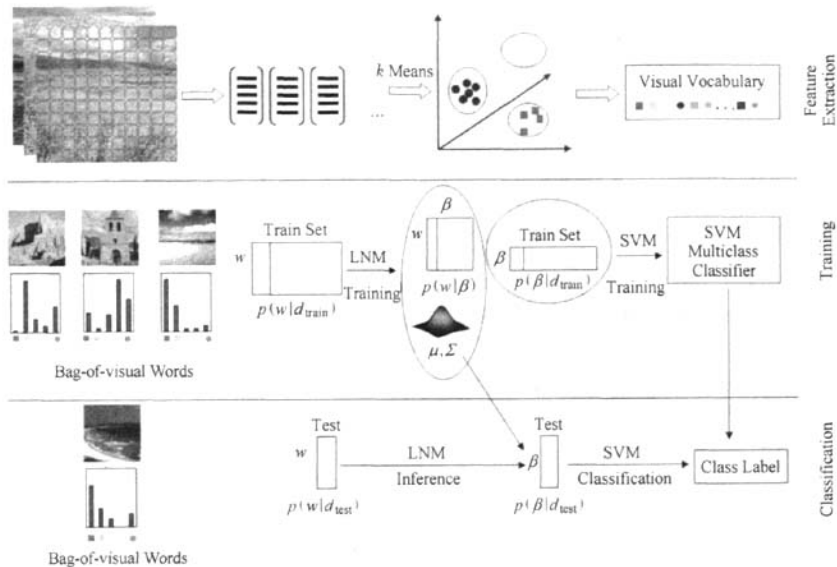 k Means
...
Visual Vocabulary
...
Feature
Extraction
Train Set
w
LNM
Training
p(w|d_train)
β
w
p(w|β)
μ, Σ
Train Set
β
p(β|d_train)
SVM
Training
SVM
Multiclass
Classifier
Training
Bag-of-visual Words
Test
w
p(w|d_test)
LNM
Inference
Test
β
p(β|d_test)
SVM
Classification
Class Label
Classification
Bag-of-visual Words